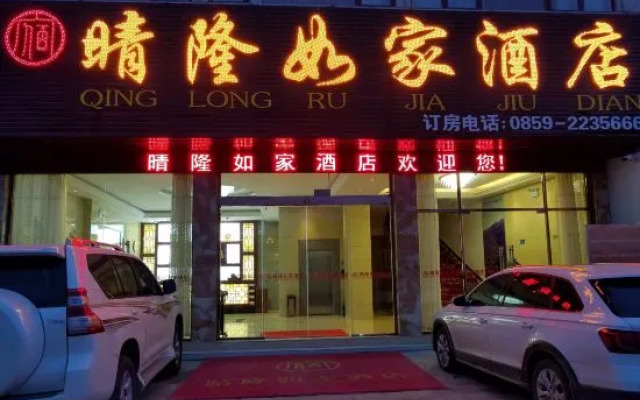 晴隆如家酒店
QING LONG RU JIA JIU DIAN
订房电话:0859-2235666
晴隆如家酒店欢迎您!